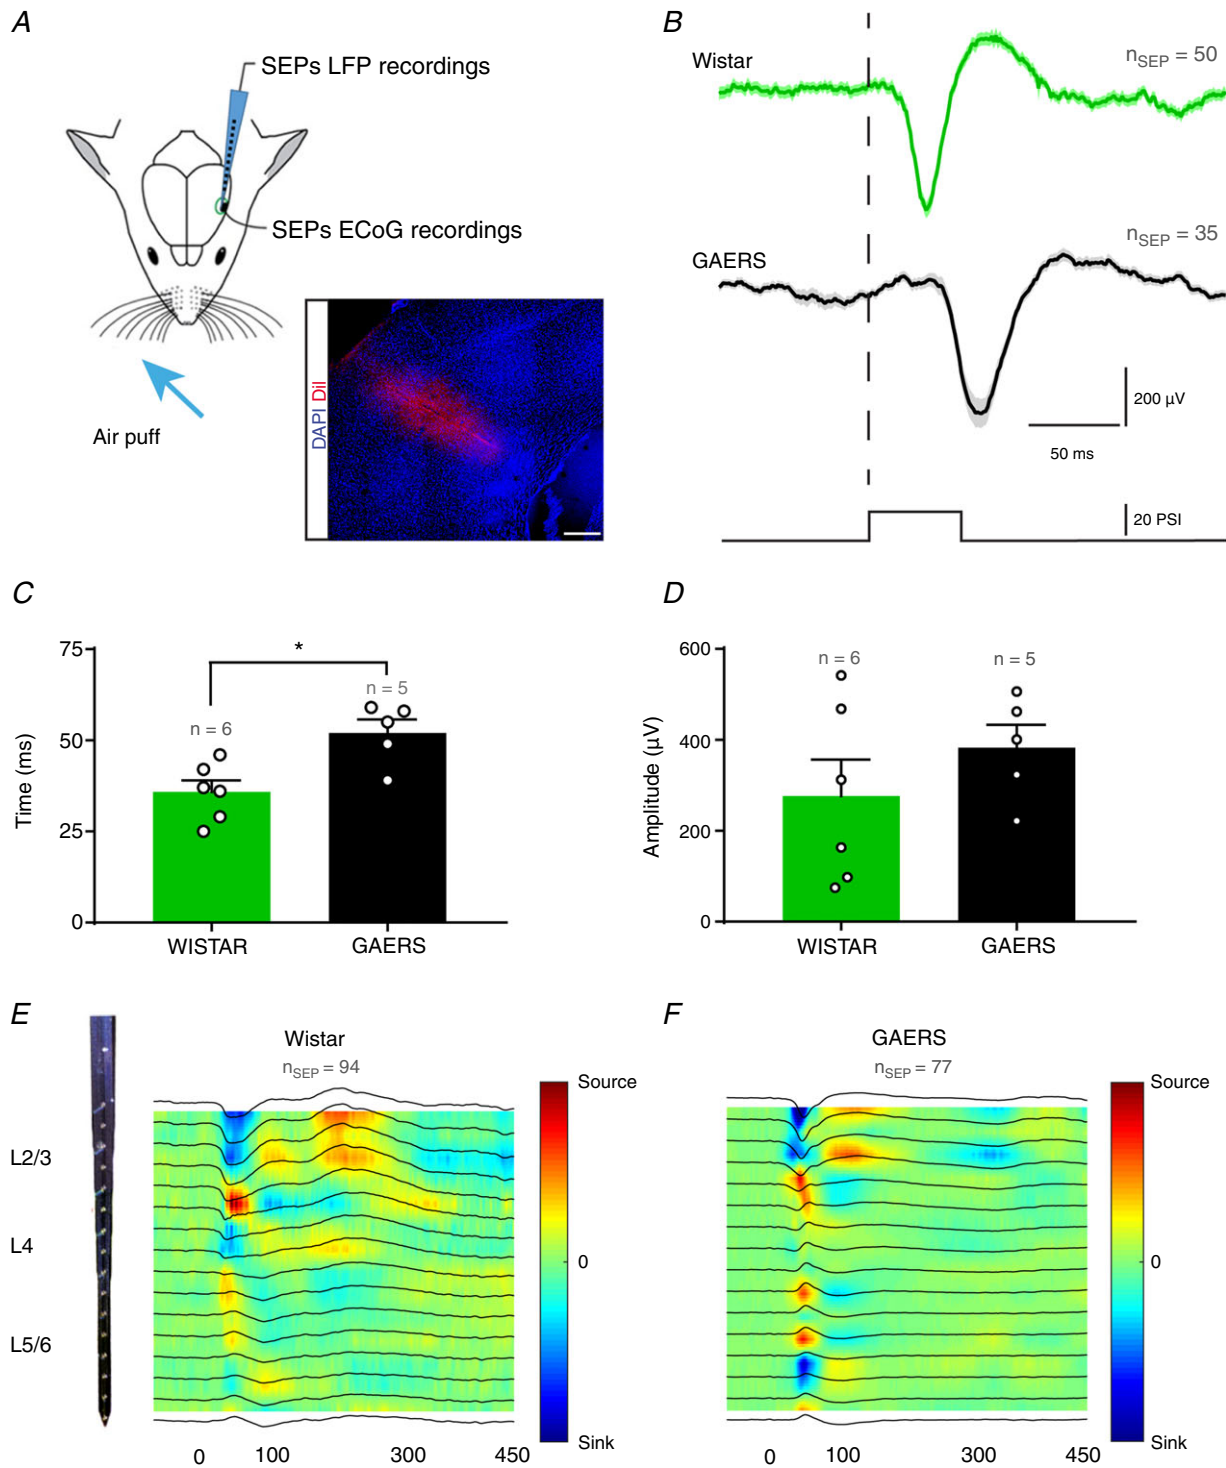 A
SEPs LFP recordings
SEPs ECoG recordings
Air puff
DAPI DiI
B
Wistar
nSEP = 50
GAERS
nSEP = 35
200 µV
50 ms
20 PSI
C
Time (ms)
75
50
25
0
*
n = 6
n = 5
WISTAR
GAERS
D
Amplitude (µV)
600
400
200
0
n = 6
n = 5
WISTAR
GAERS
E
Wistar
nSEP = 94
L2/3
L4
L5/6
Source
0
Sink
0 100 300 450
F
GAERS
nSEP = 77
Source
0
Sink
0 100 300 450